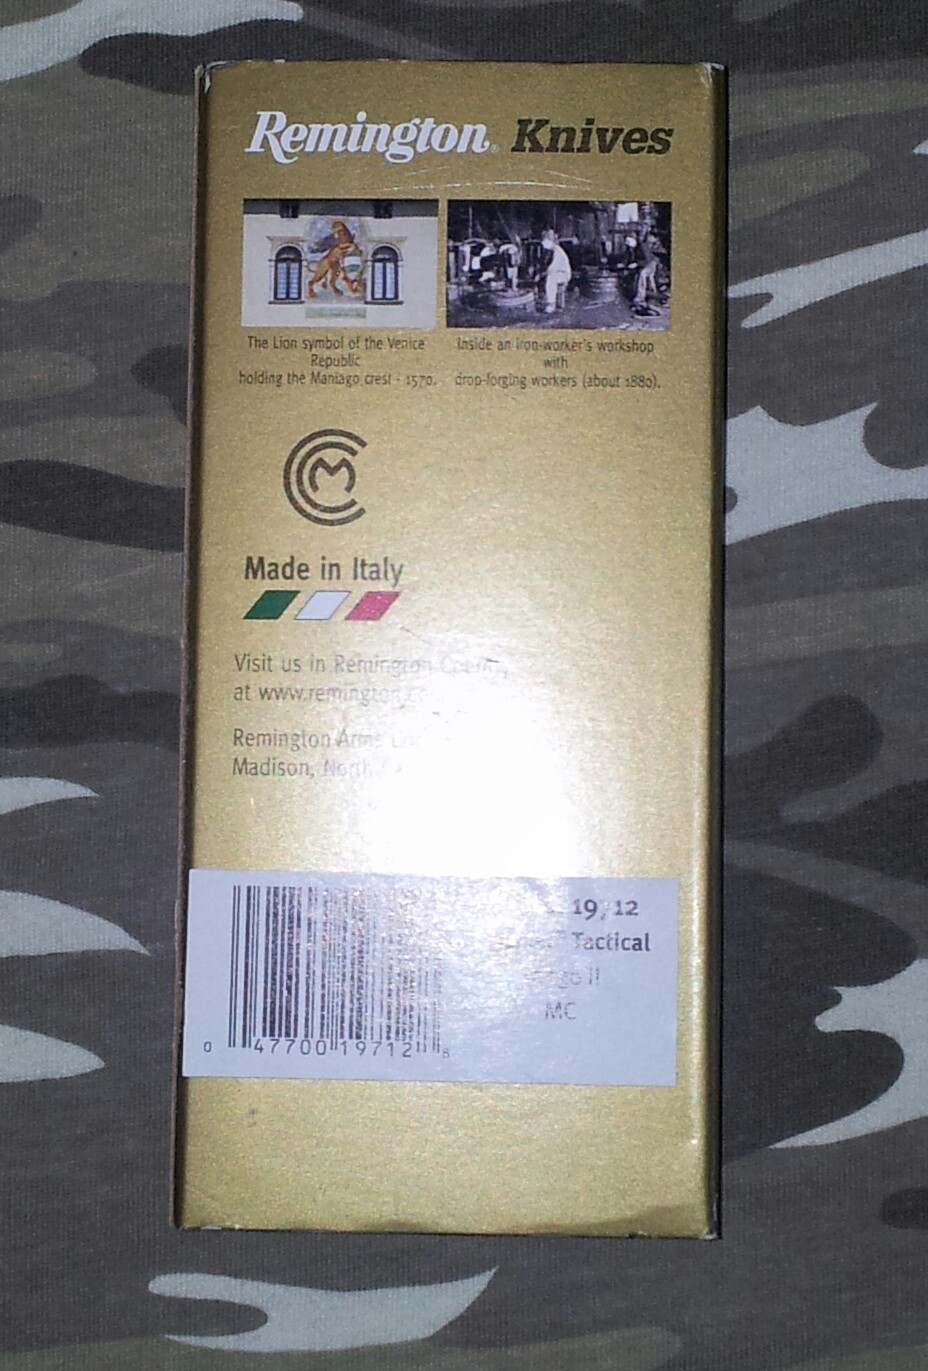 Remington® Knives
The Lion symbol of the Venice
Republic
holding the Maniago crest - 1570.
Inside an iron-worker's workshop
with
drop-forging workers (about 1880).
CCM
Made in Italy
Visit us in Remington
at www.remington
Remington Arms
Madison, North
Tactical
II
MC
0 47700 19712 8